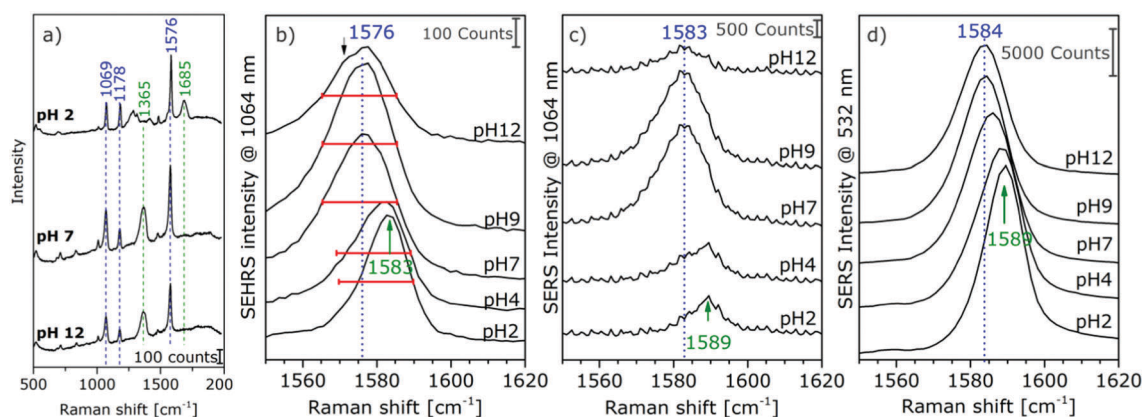 a)
1576
1069
1178
1365
1685
pH 2
pH 7
pH 12
100 Counts
Intensity
500 1000 1500 200
Raman shift [cm⁻¹]
b)
1576
100 Counts
pH12
pH9
pH7
1583
pH4
pH2
SEHRS Intensity @ 1064 nm
1560 1580 1600 1620
Raman shift [cm⁻¹]
c)
500 Counts
1583
pH12
pH9
pH7
pH4
pH2
1589
SERS Intensity @ 1064 nm
1560 1580 1600 1620
Raman shift [cm⁻¹]
d)
1584
5000 Counts
pH12
pH9
1589
pH7
pH4
pH2
SERS Intensity @ 532 nm
1560 1580 1600 1620
Raman shift [cm⁻¹]